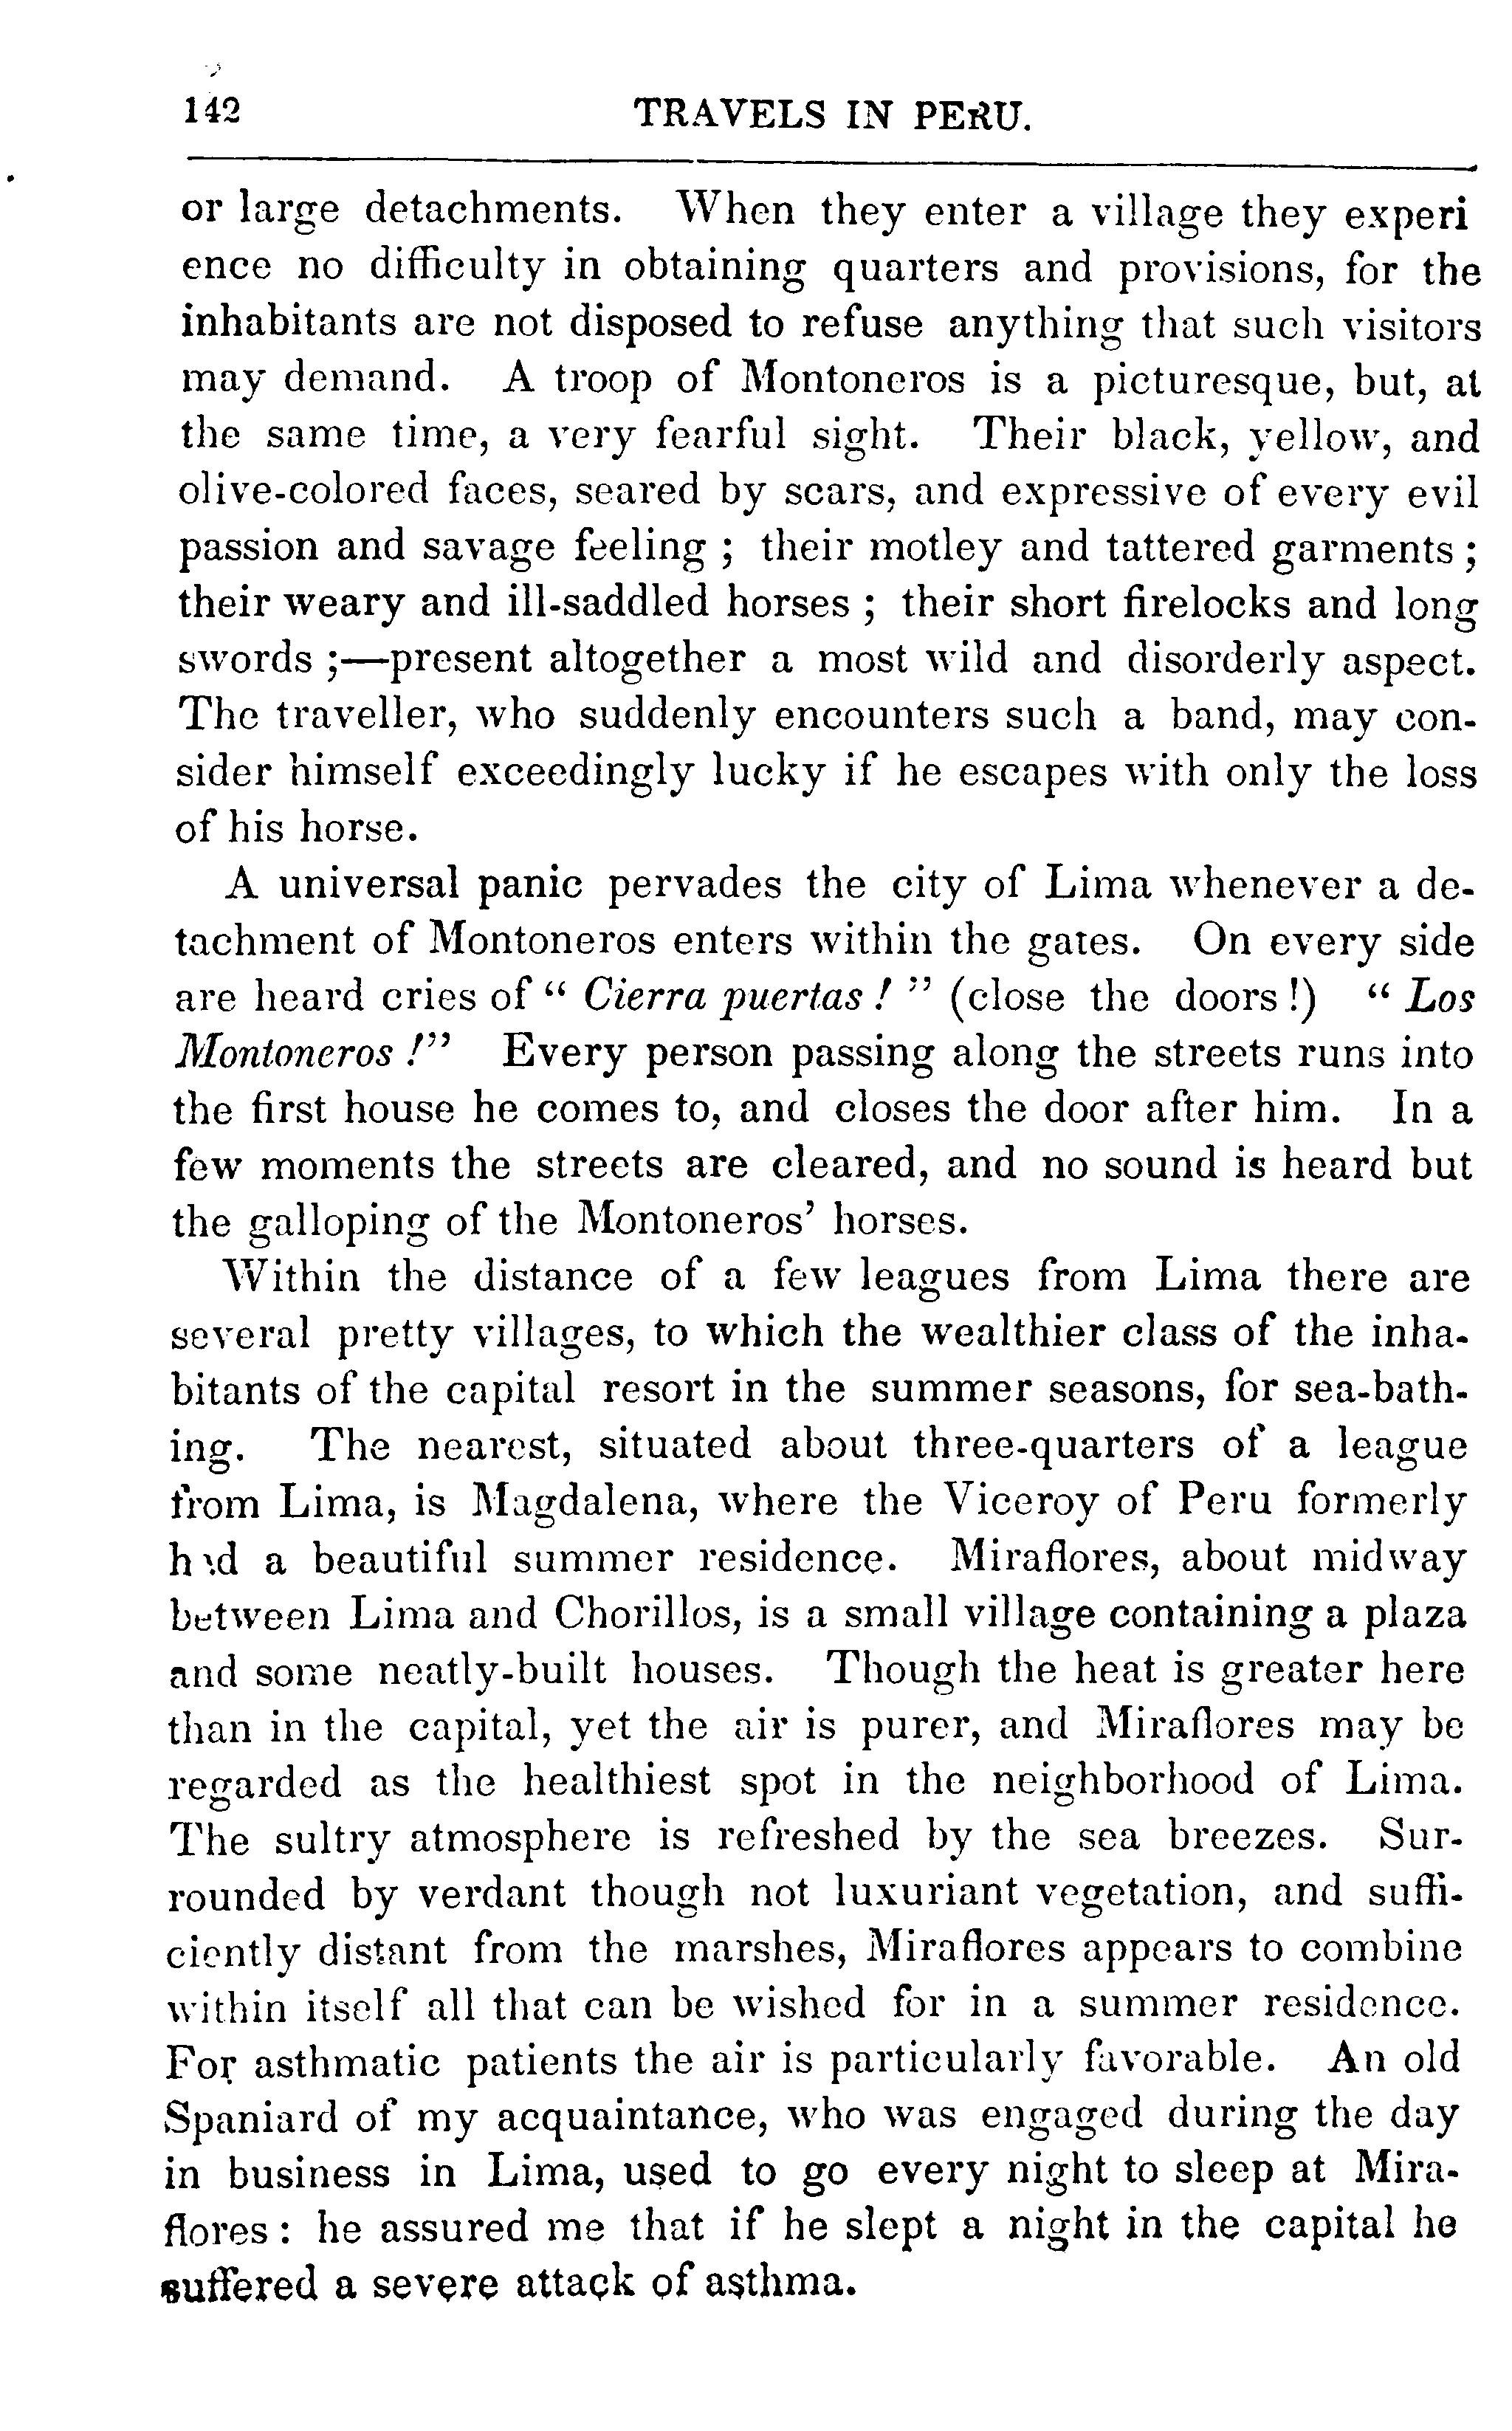 142 TRAVELS IN PERU.
or large detachments. When they enter a village they experi
ence no difficulty in obtaining quarters and provisions, for the
inhabitants are not disposed to refuse anything that such visitors
may demand. A troop of Montoneros is a picturesque, but, at
the same time, a very fearful sight. Their black, yellow, and
olive-colored faces, seared by scars, and expressive of every evil
passion and savage feeling ; their motley and tattered garments ;
their weary and ill-saddled horses ; their short firelocks and long
swords ;—present altogether a most wild and disorderly aspect.
The traveller, who suddenly encounters such a band, may con-
sider himself exceedingly lucky if he escapes with only the loss
of his horse.
A universal panic pervades the city of Lima whenever a de-
tachment of Montoneros enters within the gates. On every side
are heard cries of “ Cierra puertas ! ” (close the doors !) “ Los
Montoneros !” Every person passing along the streets runs into
the first house he comes to, and closes the door after him. In a
few moments the streets are cleared, and no sound is heard but
the galloping of the Montoneros’ horses.
Within the distance of a few leagues from Lima there are
several pretty villages, to which the wealthier class of the inha-
bitants of the capital resort in the summer seasons, for sea-bath-
ing. The nearest, situated about three-quarters of a league
from Lima, is Magdalena, where the Viceroy of Peru formerly
had a beautiful summer residence. Miraflores, about midway
between Lima and Chorillos, is a small village containing a plaza
and some neatly-built houses. Though the heat is greater here
than in the capital, yet the air is purer, and Miraflores may be
regarded as the healthiest spot in the neighborhood of Lima.
The sultry atmosphere is refreshed by the sea breezes. Sur-
rounded by verdant though not luxuriant vegetation, and suffi-
ciently distant from the marshes, Miraflores appears to combine
within itself all that can be wished for in a summer residence.
For asthmatic patients the air is particularly favorable. An old
Spaniard of my acquaintance, who was engaged during the day
in business in Lima, used to go every night to sleep at Mira-
flores : he assured me that if he slept a night in the capital he
suffered a severe attack of asthma.